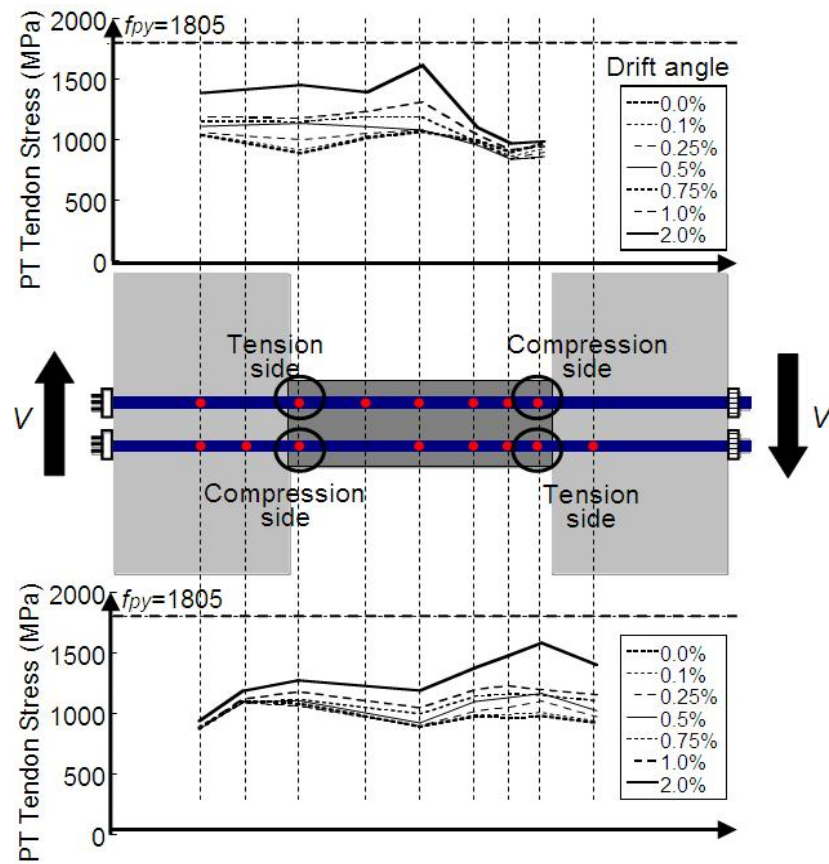 PT Tendon Stress (MPa)
2000
1500
1000
500
0
fpy=1805
Drift angle
0.0%
0.1%
0.25%
0.5%
0.75%
1.0%
2.0%
Tension
side
Compression
side
V
V
Compression
side
Tension
side
PT Tendon Stress (MPa)
2000
1500
1000
500
0
fpy=1805
0.0%
0.1%
0.25%
0.5%
0.75%
1.0%
2.0%